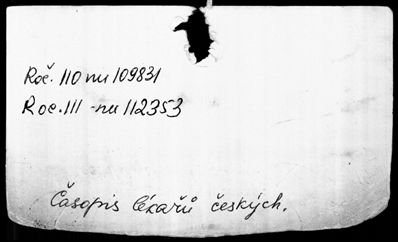 Roč. 110 nu 109831
Roč. 111 - nu 112353
Časopis lékařů českých.